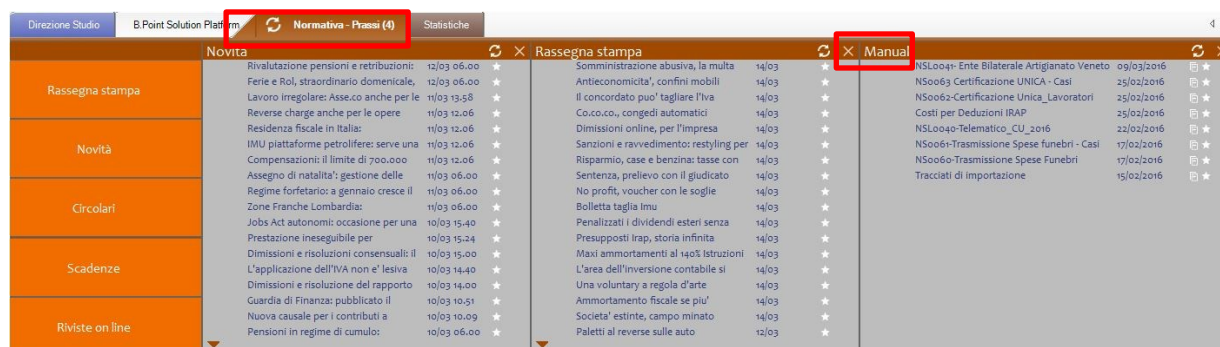 Direzione Studio B.Point Solution Platform Normativa - Prassi (4) Statistiche
Rassegna stampa
Novità
Circolari
Scadenze
Riviste on line
Novità
Rivalutazione pensioni e retribuzioni: 12/03 06.00
Ferie e Rol, straordinario domenicale, 12/03 06.00
Lavoro irregolare: Asse.co anche per le 11/03 13.58
Reverse charge anche per le opere 11/03 12.06
Residenza fiscale in Italia: 11/03 12.06
IMU piattaforme petrolifere: serve una 11/03 12.06
Compensazioni: il limite di 700.000 11/03 12.06
Assegno di natalita': gestione delle 11/03 06.00
Regime forfetario: a gennaio cresce il 11/03 06.00
Zone Franche Lombardia: 11/03 06.00
Jobs Act autonomi: occasione per una 10/03 15.40
Prestazione ineseguibile per 10/03 15.24
Dimissioni e risoluzioni consensuali: il 10/03 15.00
L'applicazione dell'IVA non e' lesiva 10/03 14.40
Dimissioni e risoluzione del rapporto 10/03 14.00
Guardia di Finanza: pubblicato il 10/03 10.51
Nuova causale per i contributi a 10/03 10.09
Pensioni in regime di cumulo: 10/03 06.00
Rassegna stampa
Somministrazione abusiva, la multa 14/03
Antieconomicita', confini mobili 14/03
Il concordato puo' tagliare l'Iva 14/03
Co.co.co., congedi automatici 14/03
Dimissioni online, per l'impresa 14/03
Sanzioni e ravvedimento: restyling per 14/03
Risparmio, case e benzina: tasse con 14/03
Sentenza, prelievo con il giudicato 14/03
No profit, voucher con le soglie 14/03
Bolletta taglia Imu 14/03
Penalizzati i dividendi esteri senza 14/03
Presupposti Irap, storia infinita 14/03
Maxi ammortamenti al 140% Istruzioni 14/03
L'area dell'inversione contabile si 14/03
Una voluntary a regola d'arte 14/03
Ammortamento fiscale se piu' 14/03
Societa' estinte, campo minato 14/03
Paletti al reverse sulle auto 12/03
Manual
NSL0041- Ente Bilaterale Artigianato Veneto 09/03/2016
NS0063 Certificazione UNICA - Casi 25/02/2016
NS0062-Certificazione Unica_Lavoratori 25/02/2016
Costi per Deduzioni IRAP 25/02/2016
NSL0040-Telematico_CU_2016 22/02/2016
NS0061-Trasmissione Spese funebri - Casi 17/02/2016
NS0060-Trasmissione Spese Funebri 17/02/2016
Tracciati di importazione 15/02/2016